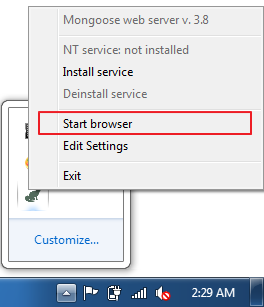 Mongoose web server v. 3.8
NT service: not installed
Install service
Deinstall service
Start browser
Edit Settings
Exit
Customize...
2:29 AM